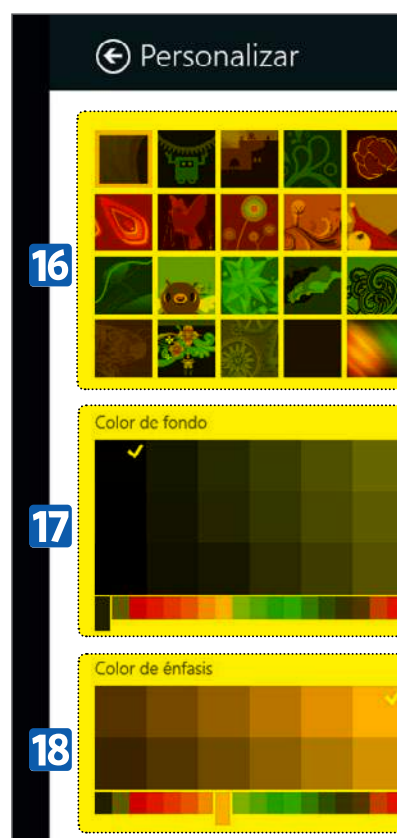 Personalizar
16
Color de fondo
17
Color de énfasis
18